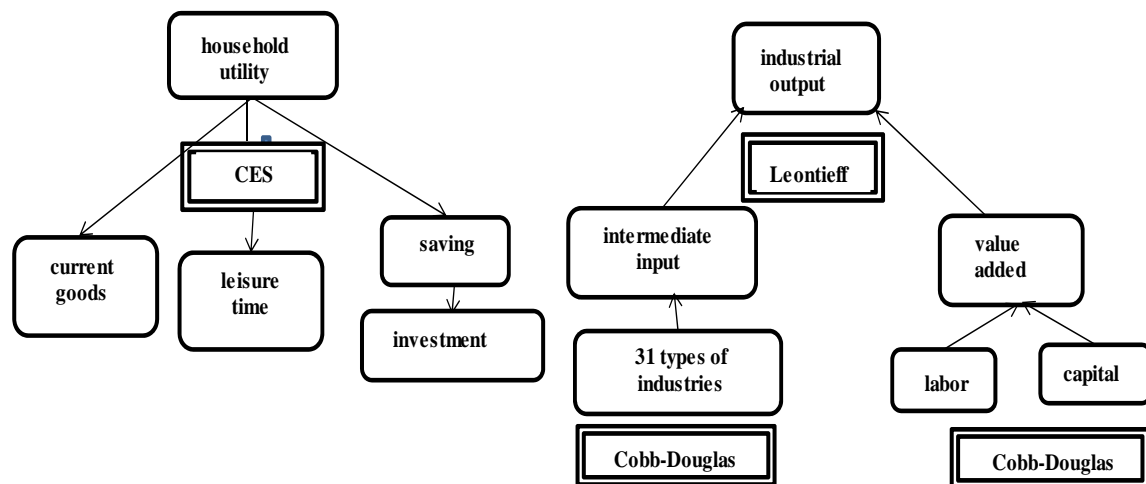 household
utility
CES
current
goods
leisure
time
saving
investment
industrial
output
Leontieff
intermediate
input
value
added
31 types of
industries
labor
capital
Cobb-Douglas
Cobb-Douglas